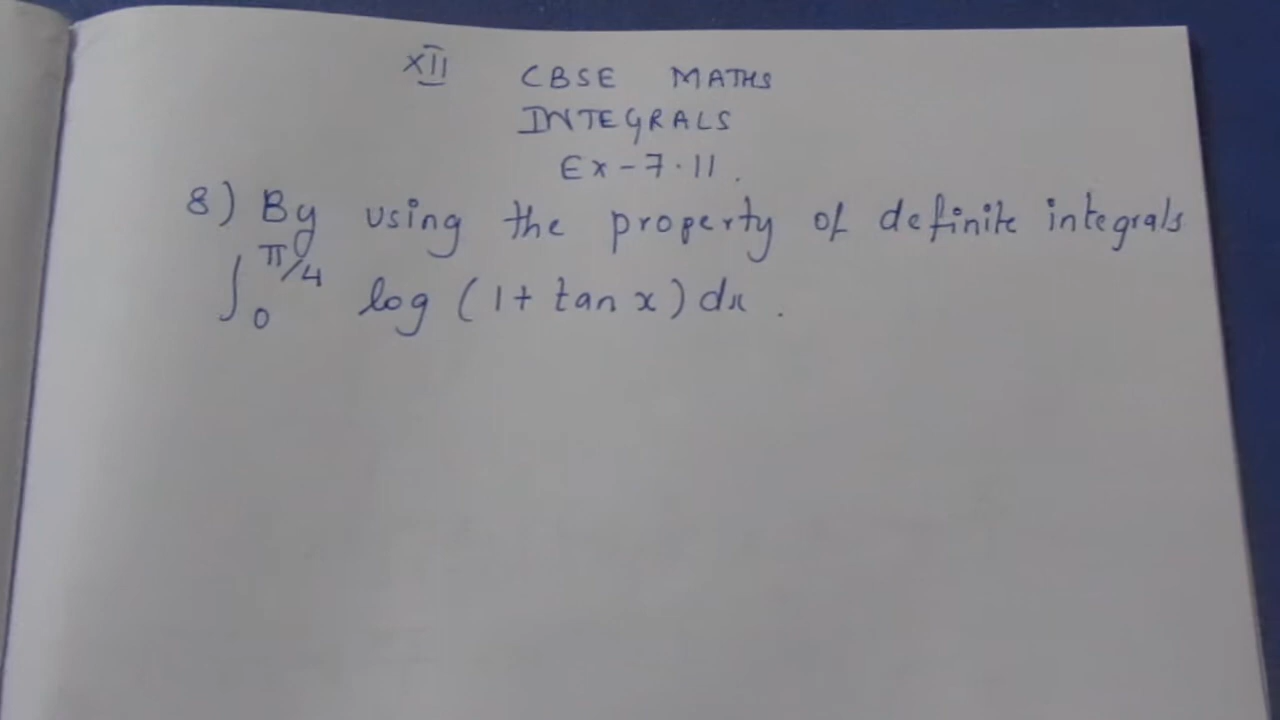 XII CBSE MATHS
INTEGRALS
Ex-7.11.
8) By using the property of definite integrals
∫₀^π/4 log (1+ tan x) dx.